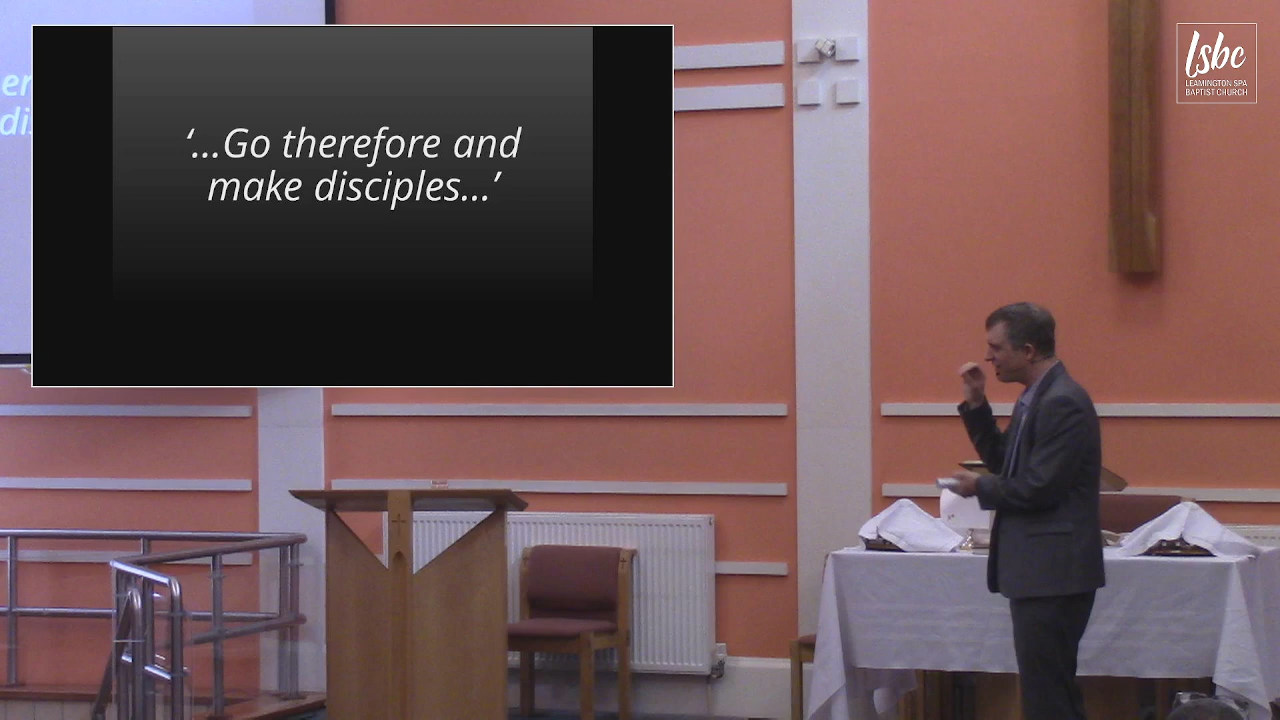 ‘...Go therefore and
make disciples...’
lsbc
LEAMINGTON SPA
BAPTIST CHURCH